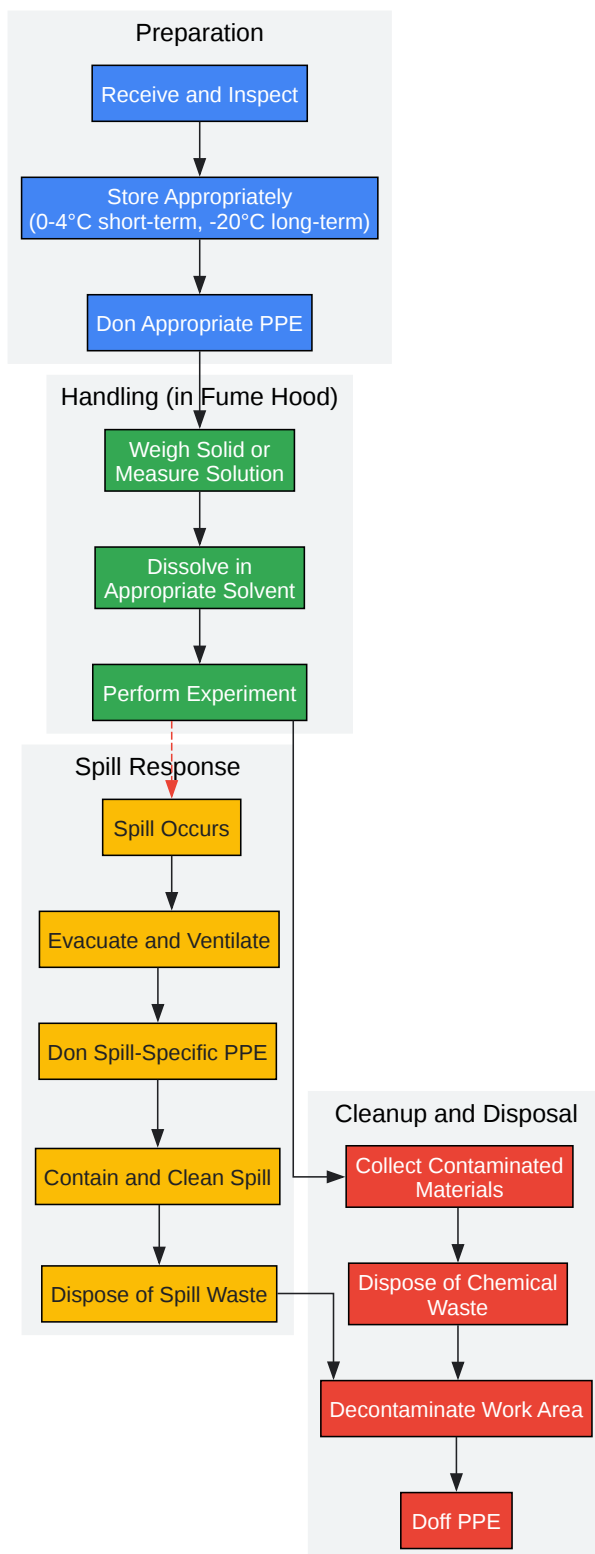 Preparation
Receive and Inspect
Store Appropriately
(0-4°C short-term, -20°C long-term)
Don Appropriate PPE
Handling (in Fume Hood)
Weigh Solid or
Measure Solution
Dissolve in
Appropriate Solvent
Perform Experiment
Spill Response
Spill Occurs
Evacuate and Ventilate
Don Spill-Specific PPE
Contain and Clean Spill
Dispose of Spill Waste
Cleanup and Disposal
Collect Contaminated
Materials
Dispose of Chemical
Waste
Decontaminate Work Area
Doff PPE